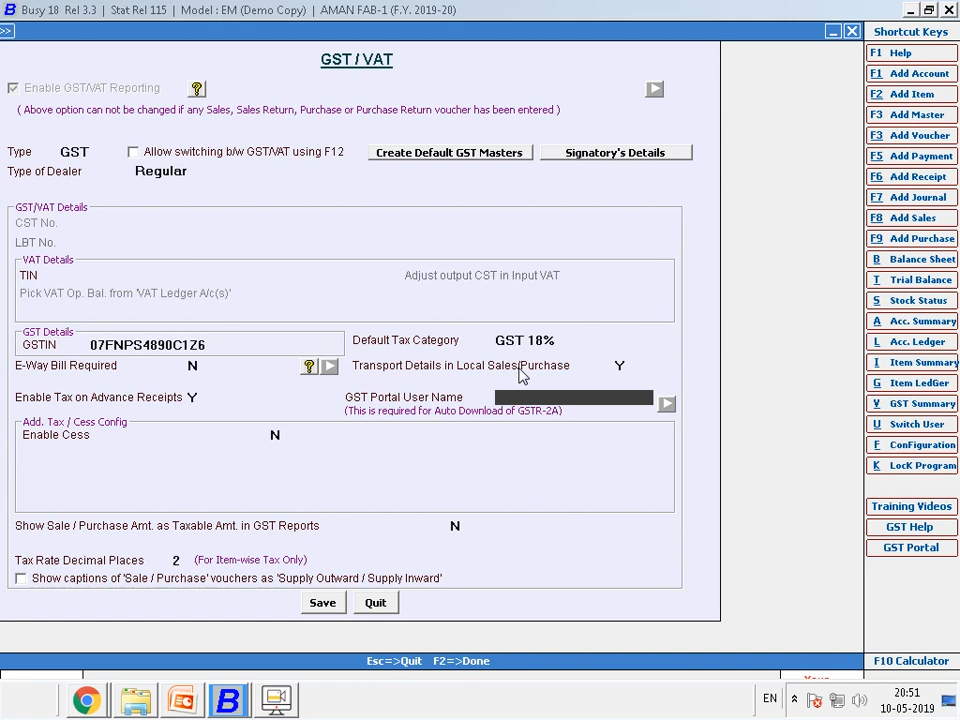 Busy 18 Rel 3.3 | Stat Rel 115 | Model : EM (Demo Copy) | AMAN FAB-1 (F.Y. 2019-20)
>>
GST / VAT
Enable GST/VAT Reporting ?
( Above option can not be changed if any Sales, Sales Return, Purchase or Purchase Return voucher has been entered )
Type GST Allow switching b/w GST/VAT using F12 Create Default GST Masters Signatory's Details
Type of Dealer Regular
GST/VAT Details
CST No.
LBT No.
VAT Details
TIN Adjust output CST in Input VAT
Pick VAT Op. Bal. from 'VAT Ledger A/c(s)'
GST Details
GSTIN 07FNPS4890C1Z6 Default Tax Category GST 18%
E-Way Bill Required N ? Transport Details in Local Sales/Purchase Y
Enable Tax on Advance Receipts Y GST Portal User Name
(This is required for Auto Download of GSTR-2A)
Add. Tax / Cess Config
Enable Cess N
Show Sale / Purchase Amt. as Taxable Amt. in GST Reports N
Tax Rate Decimal Places 2 (For Item-wise Tax Only)
Show captions of 'Sale / Purchase' vouchers as 'Supply Outward / Supply Inward'
Save Quit
Esc=>Quit F2=>Done
Shortcut Keys
F1 Help
F1 Add Account
F2 Add Item
F3 Add Master
F3 Add Voucher
F5 Add Payment
F6 Add Receipt
F7 Add Journal
F8 Add Sales
F9 Add Purchase
B Balance Sheet
T Trial Balance
S Stock Status
A Acc. Summary
L Acc. Ledger
I Item Summary
G Item LedGer
Y GST Summary
U Switch User
F ConFiguration
K LocK Program
Training Videos
GST Help
GST Portal
F10 Calculator
B
EN
20:51
10-05-2019